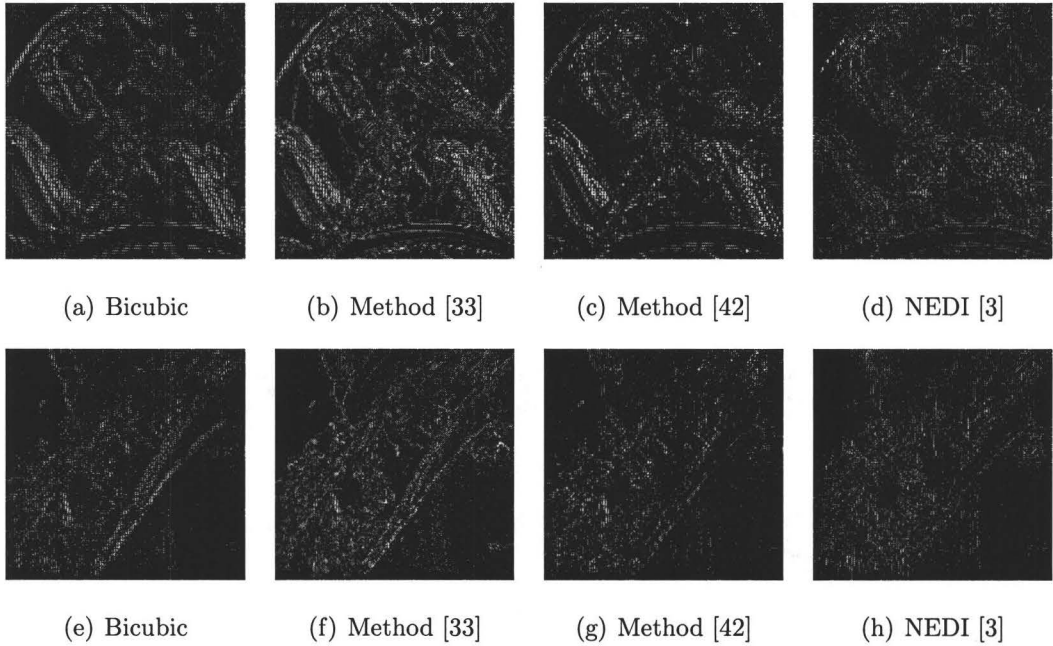 (a) Bicubic (b) Method [33] (c) Method [42] (d) NEDI [3]
(e) Bicubic (f) Method [33] (g) Method [42] (h) NEDI [3]